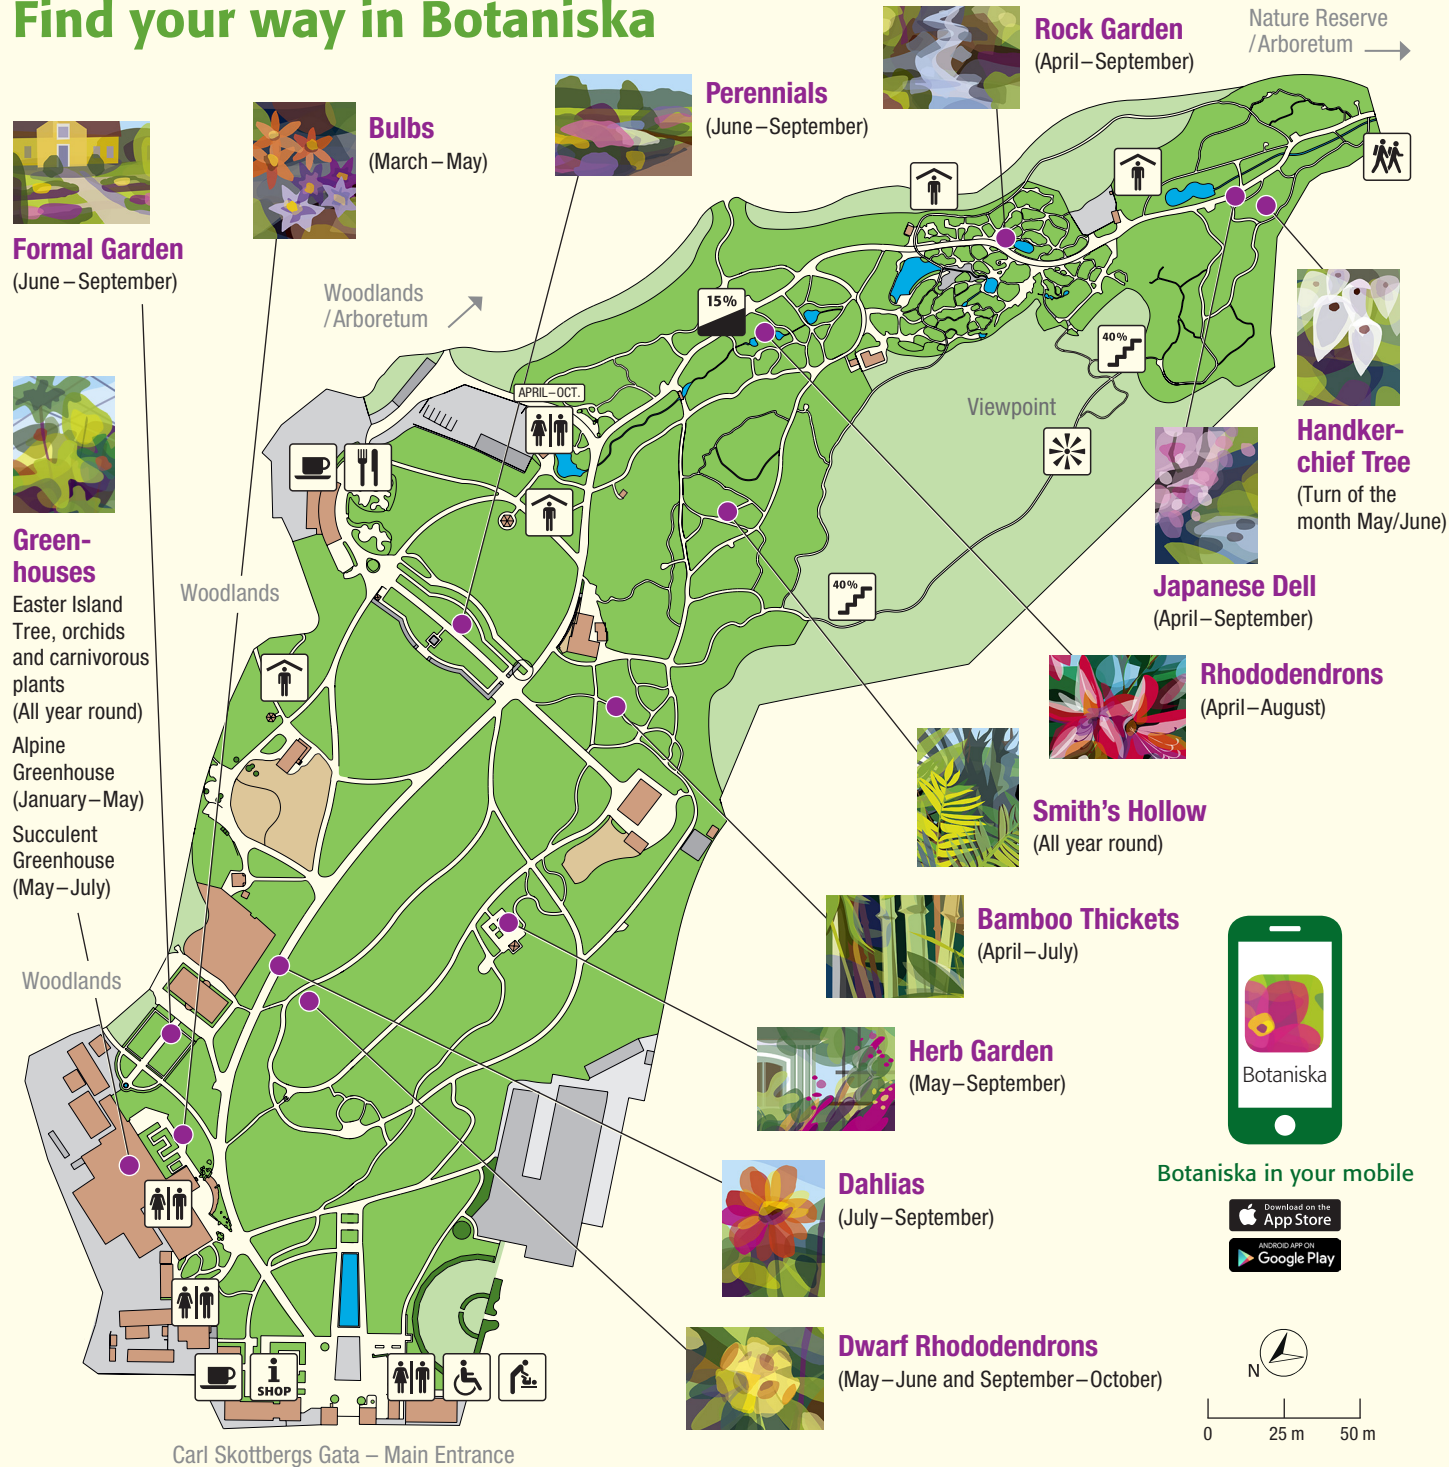 Find your way in Botaniska
Nature Reserve
/Arboretum
Rock Garden
(April–September)
Perennials
(June–September)
Bulbs
(March–May)
Formal Garden
(June–September)
Woodlands
/Arboretum
15%
40%
APRIL–OCT.
Viewpoint
Handker-
chief Tree
(Turn of the
month May/June)
Green-
houses
Easter Island
Tree, orchids
and carnivorous
plants
(All year round)
Alpine
Greenhouse
(January–May)
Succulent
Greenhouse
(May–July)
Woodlands
40%
Japanese Dell
(April–September)
Rhododendrons
(April–August)
Smith's Hollow
(All year round)
Bamboo Thickets
(April–July)
Woodlands
Herb Garden
(May–September)
Botaniska
Botaniska in your mobile
Download on the
App Store
ANDROID APP ON
Google Play
Dahlias
(July–September)
Dwarf Rhododendrons
(May–June and September–October)
i
SHOP
N
0 25 m 50 m
Carl Skottbergs Gata – Main Entrance